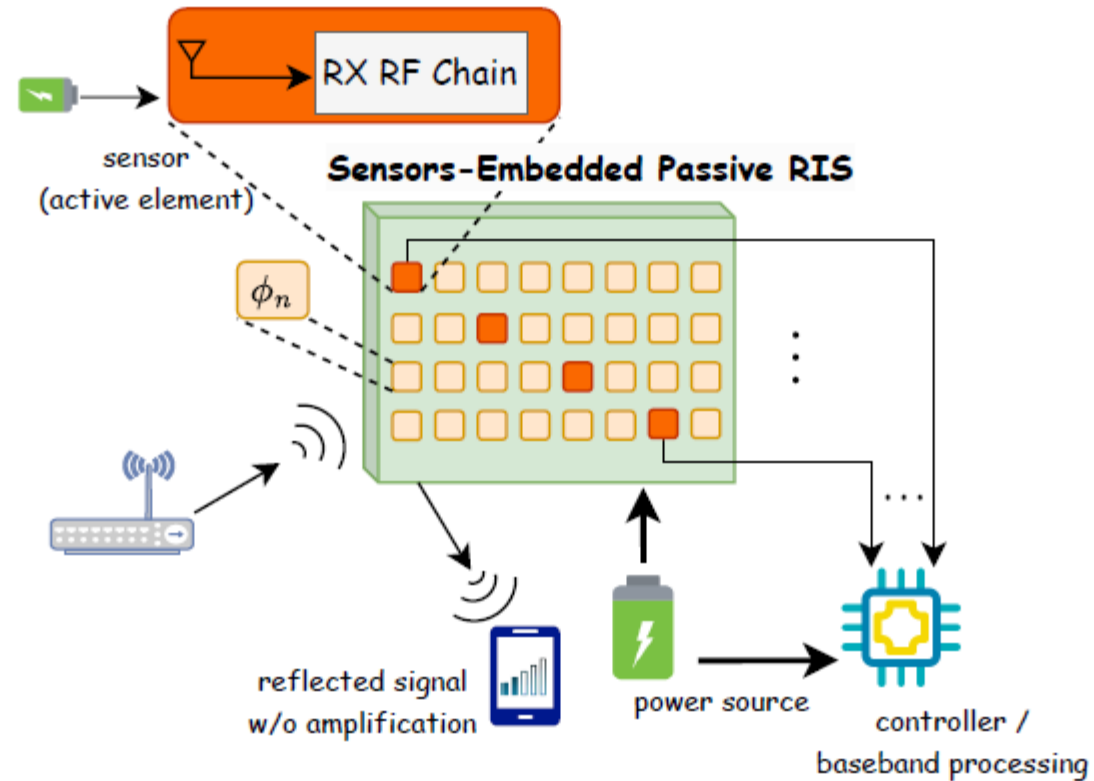 RX RF Chain
sensor
(active element)
Sensors-Embedded Passive RIS
ϕₙ
reflected signal
w/o amplification
power source
controller /
baseband processing